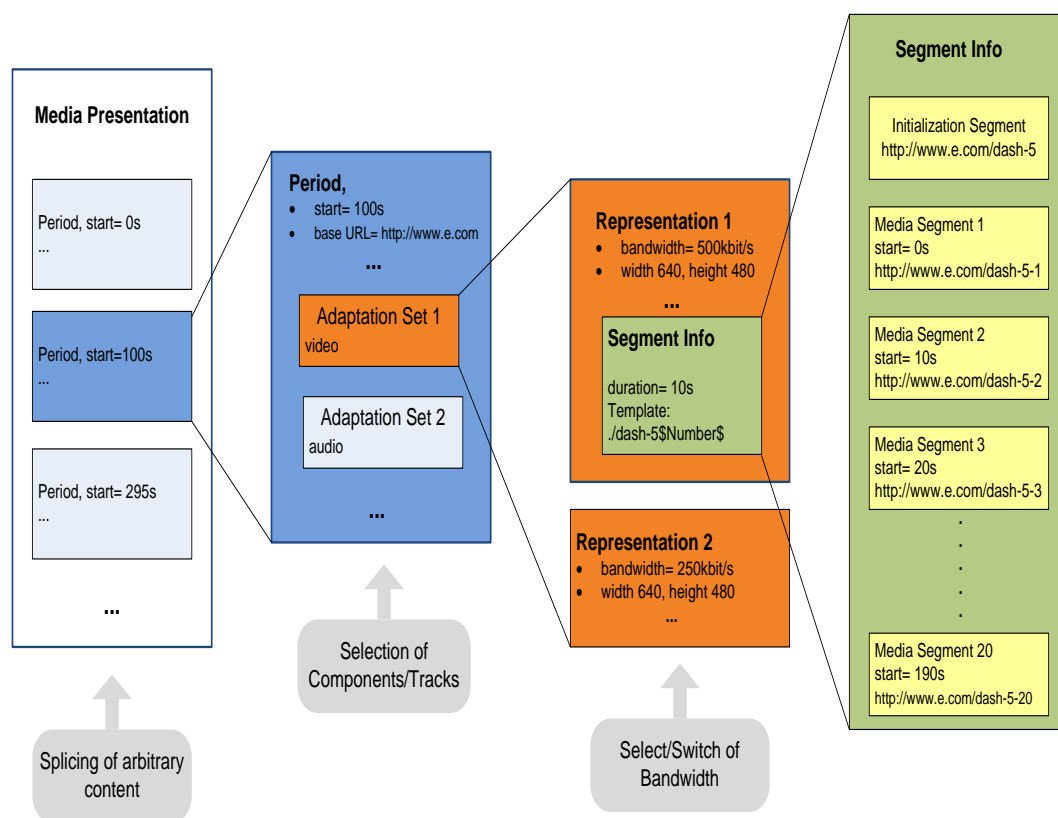 Media Presentation
Period, start= 0s
...
Period, start=100s
...
Period, start= 295s
...
...
Splicing of arbitrary
content
Period,
• start= 100s
• base URL= http://www.e.com
...
Adaptation Set 1
video
Adaptation Set 2
audio
...
Selection of
Components/Tracks
Representation 1
• bandwidth= 500kbit/s
• width 640, height 480
...
Segment Info
duration= 10s
Template:
./dash-5$Number$
Representation 2
• bandwidth= 250kbit/s
• width 640, height 480
...
Select/Switch of
Bandwidth
Segment Info
Initialization Segment
http://www.e.com/dash-5
Media Segment 1
start= 0s
http://www.e.com/dash-5-1
Media Segment 2
start= 10s
http://www.e.com/dash-5-2
Media Segment 3
start= 20s
http://www.e.com/dash-5-3
.
.
.
.
.
Media Segment 20
start= 190s
http://www.e.com/dash-5-20